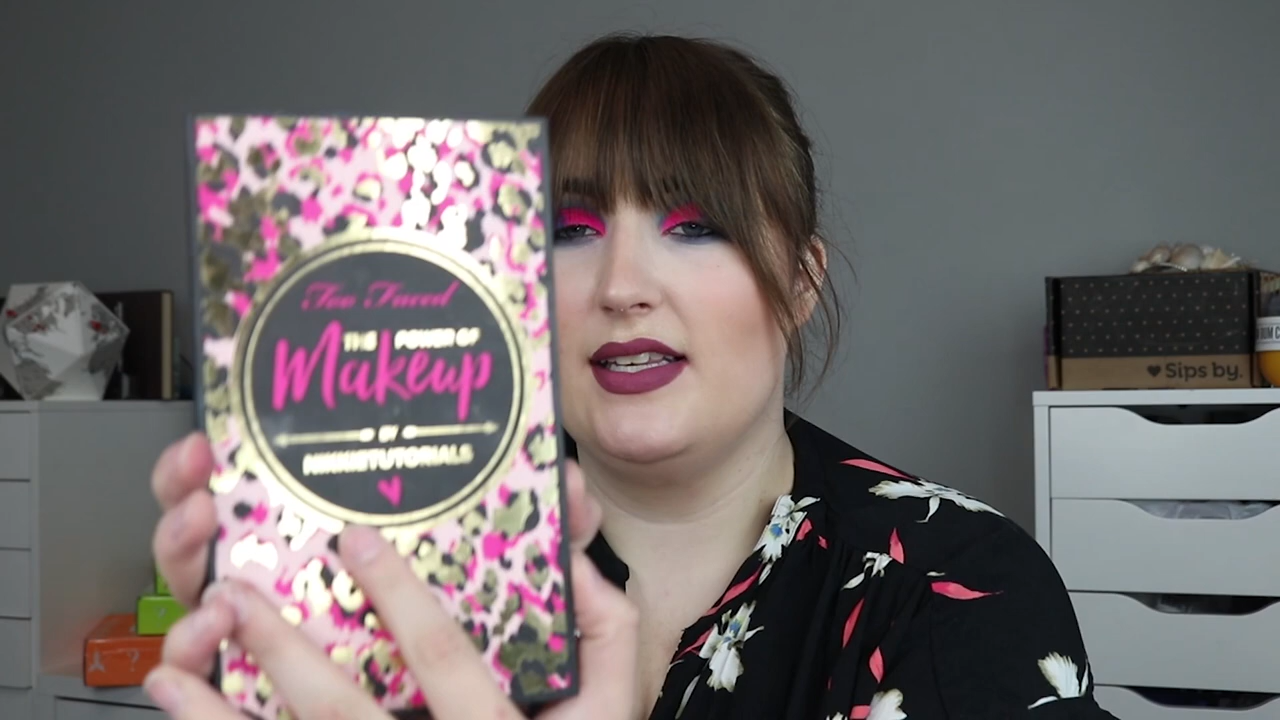 Too Faced
THE POWER OF
Makeup
BY
NIKKIETUTORIALS
Sips by.